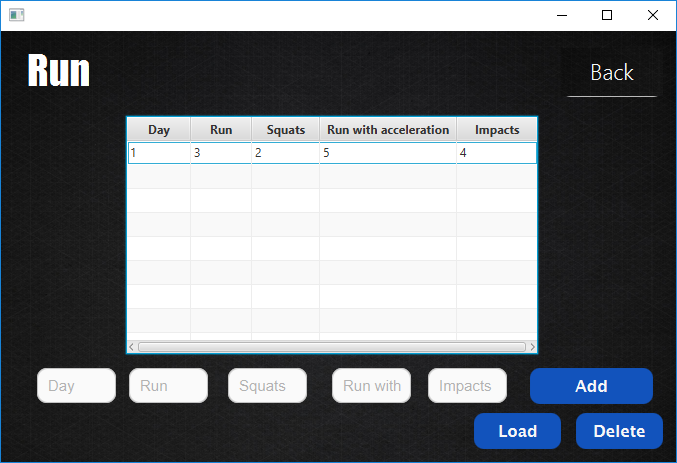 Run
Back
Day Run Squats Run with acceleration Impacts
1 3 2 5 4
Day Run Squats Run with Impacts Add
Load Delete